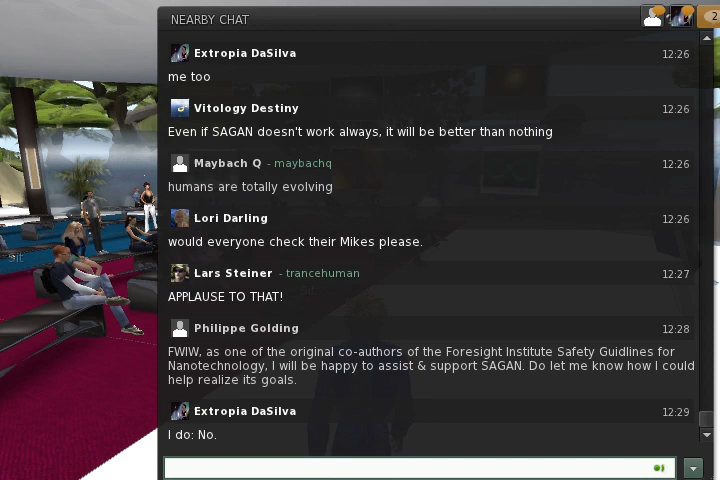 NEARBY CHAT
2
Extropia DaSilva 12:26
me too
Vitology Destiny 12:26
Even if SAGAN doesn't work always, it will be better than nothing
Maybach Q - maybachq 12:26
humans are totally evolving
Lori Darling 12:26
would everyone check their Mikes please.
Lars Steiner - trancehuman 12:27
APPLAUSE TO THAT!
Sit
Sit
Philippe Golding 12:28
FWIW, as one of the original co-authors of the Foresight Institute Safety Guidlines for
Nanotechnology, I will be happy to assist & support SAGAN. Do let me know how I could
help realize its goals.
Extropia DaSilva 12:29
I do: No.